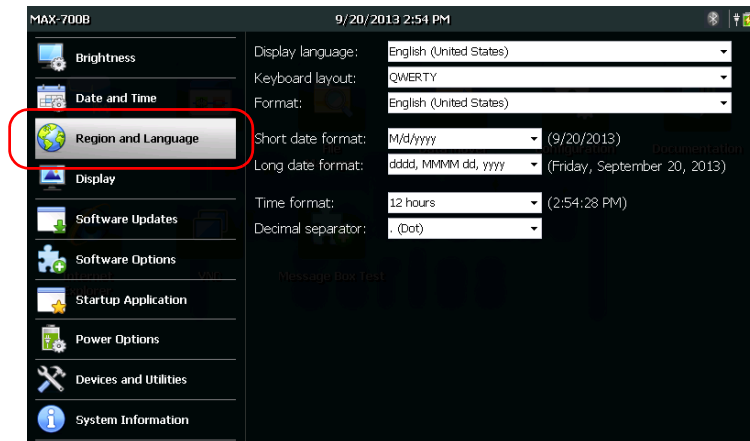 MAX-700B 9/20/2013 2:54 PM
Brightness
Date and Time
Region and Language
Display
Software Updates
Software Options
Startup Application
Power Options
Devices and Utilities
System Information
Display language: English (United States)
Keyboard layout: QWERTY
Format: English (United States)
Short date format: M/d/yyyy (9/20/2013)
Long date format: dddd, MMMM dd, yyyy (Friday, September 20, 2013)
Time format: 12 hours (2:54:28 PM)
Decimal separator: . (Dot)
Documentation
Internet Explorer
VNC
Message Box Test